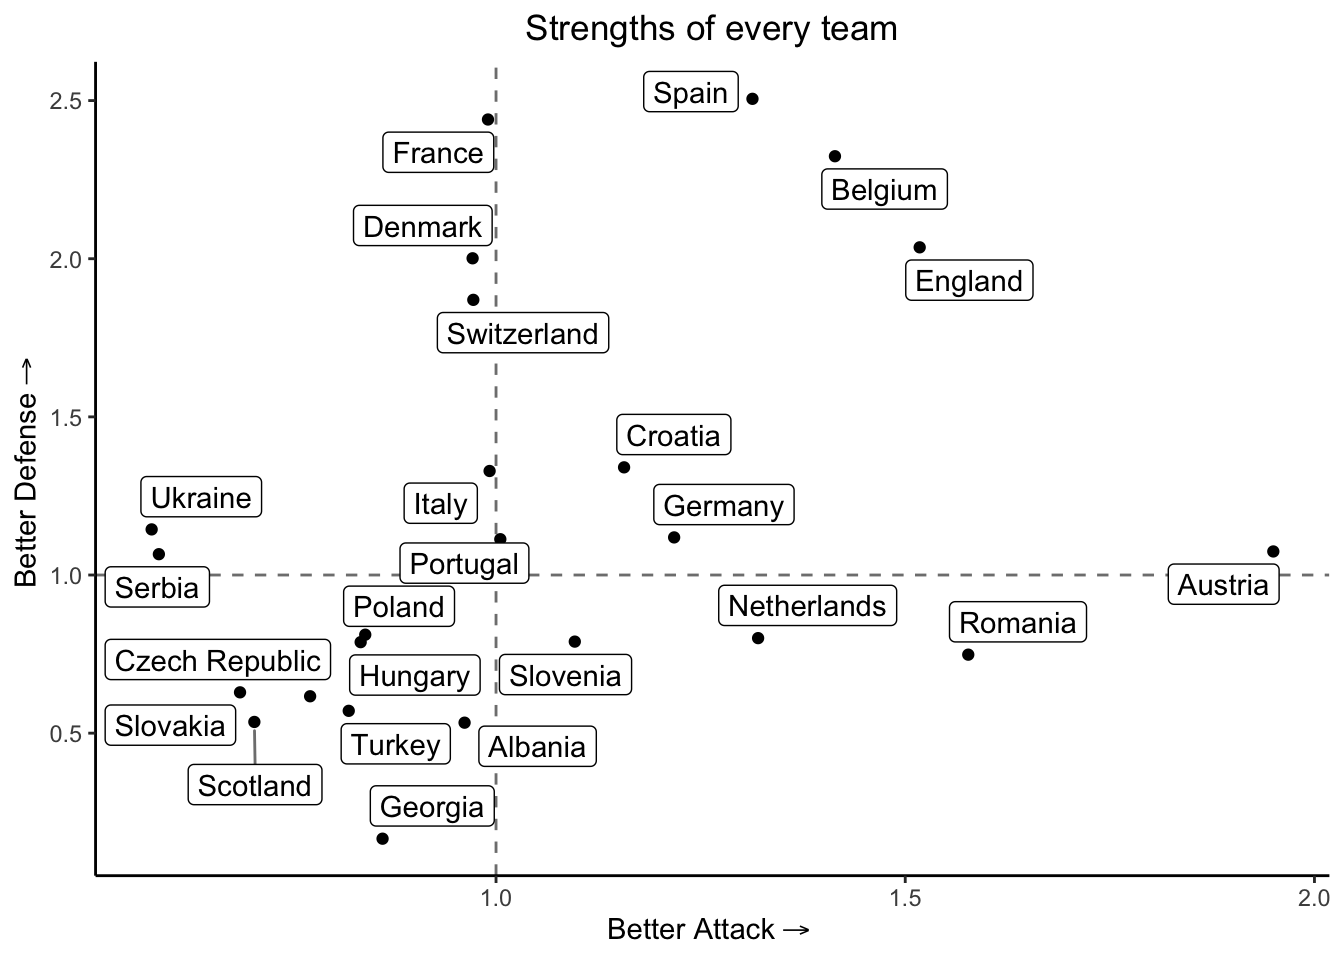 Strengths of every team
2.5
Spain
France
Belgium
Denmark
2.0
England
Switzerland
Better Defense →
1.5
Croatia
Ukraine
Italy
Germany
Portugal
1.0
Serbia
Austria
Poland
Netherlands
Romania
Czech Republic
Hungary
Slovenia
Slovakia
0.5
Turkey
Albania
Scotland
Georgia
1.0
1.5
2.0
Better Attack →